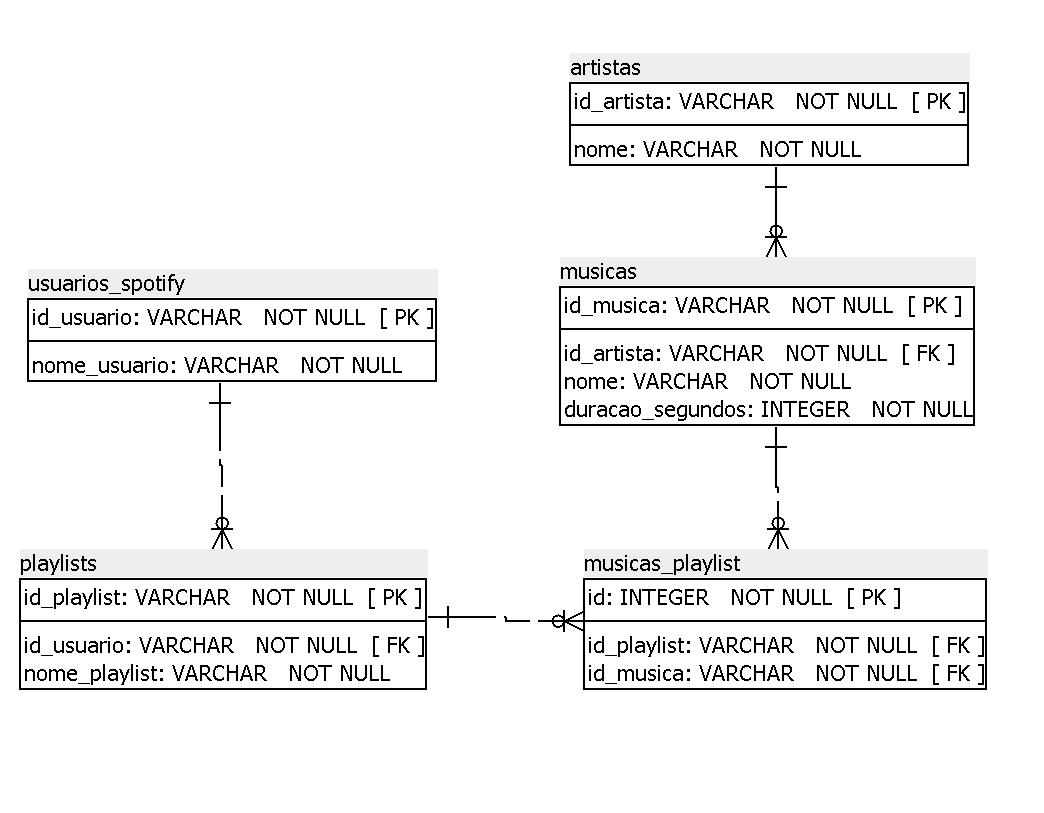 artistas
id_artista: VARCHAR NOT NULL [ PK ]
nome: VARCHAR NOT NULL
musicas
id_musica: VARCHAR NOT NULL [ PK ]
id_artista: VARCHAR NOT NULL [ FK ]
nome: VARCHAR NOT NULL
duracao_segundos: INTEGER NOT NULL
usuarios_spotify
id_usuario: VARCHAR NOT NULL [ PK ]
nome_usuario: VARCHAR NOT NULL
playlists
id_playlist: VARCHAR NOT NULL [ PK ]
id_usuario: VARCHAR NOT NULL [ FK ]
nome_playlist: VARCHAR NOT NULL
musicas_playlist
id: INTEGER NOT NULL [ PK ]
id_playlist: VARCHAR NOT NULL [ FK ]
id_musica: VARCHAR NOT NULL [ FK ]